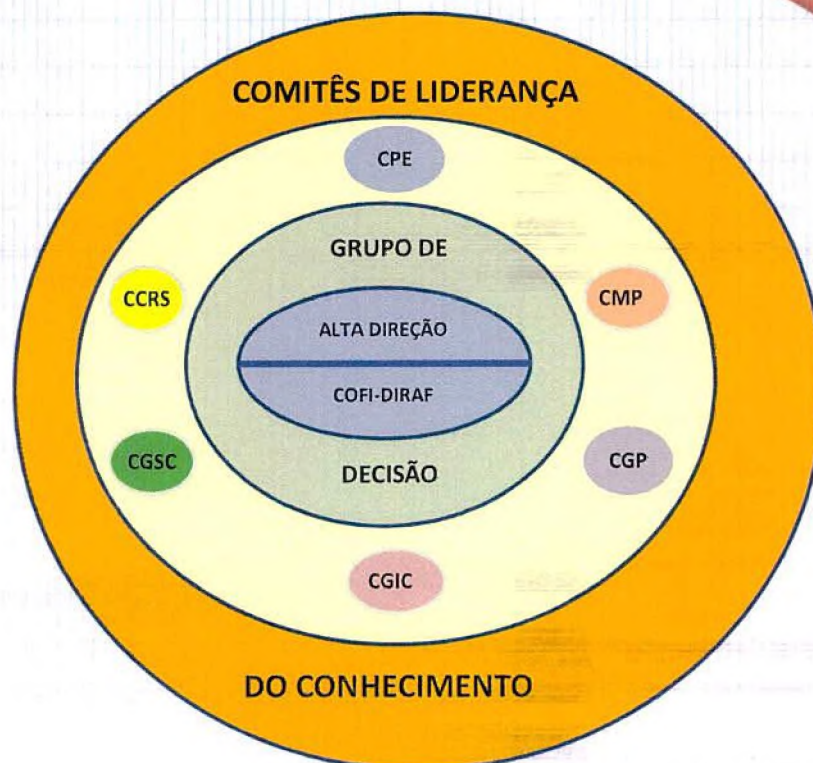 COMITÊS DE LIDERANÇA
CPE
GRUPO DE
CCRS
CMP
ALTA DIREÇÃO
COFI-DIRAF
CGSC
CGP
DECISÃO
CGIC
DO CONHECIMENTO